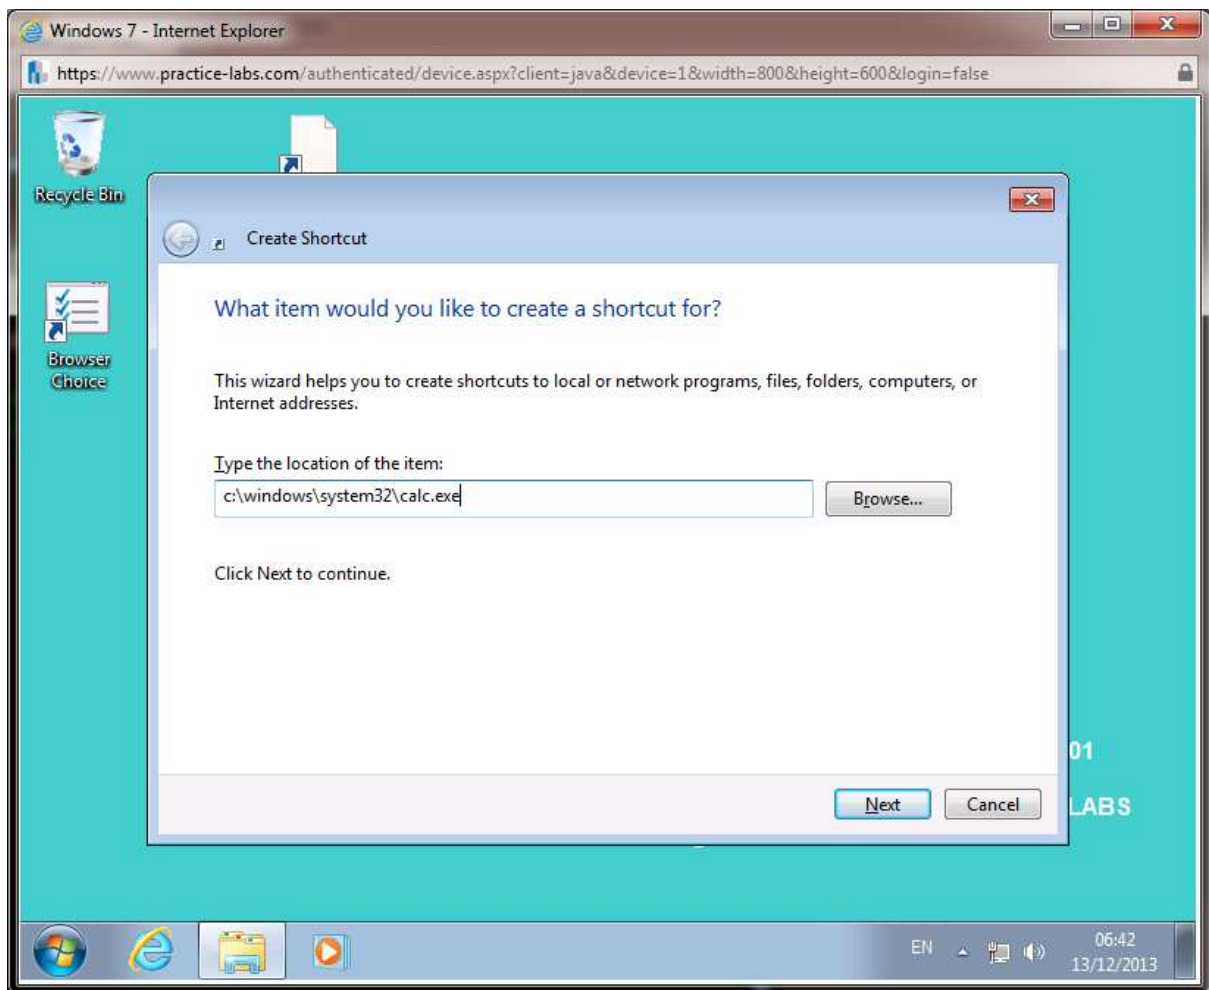 Windows 7 - Internet Explorer
https://www.practice-labs.com/authenticated/device.aspx?client=java&device=1&width=800&height=600&login=false
Recycle Bin
Create Shortcut
What item would you like to create a shortcut for?
Browser
Choice
This wizard helps you to create shortcuts to local or network programs, files, folders, computers, or
Internet addresses.
Type the location of the item:
c:\windows\system32\calc.exe
Browse...
Click Next to continue.
01
Next
Cancel
LABS
EN
06:42
13/12/2013